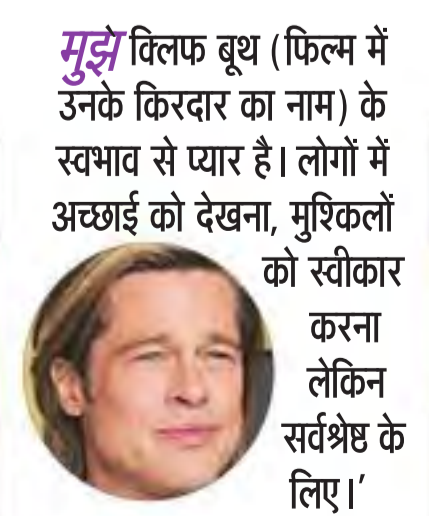 मुझे क्लिफ बूथ (फिल्म में
उनके किरदार का नाम) के
स्वभाव से प्यार है। लोगों में
अच्छाई को देखना, मुश्किलों
को स्वीकार
करना
लेकिन
सर्वश्रेष्ठ के
लिए।’